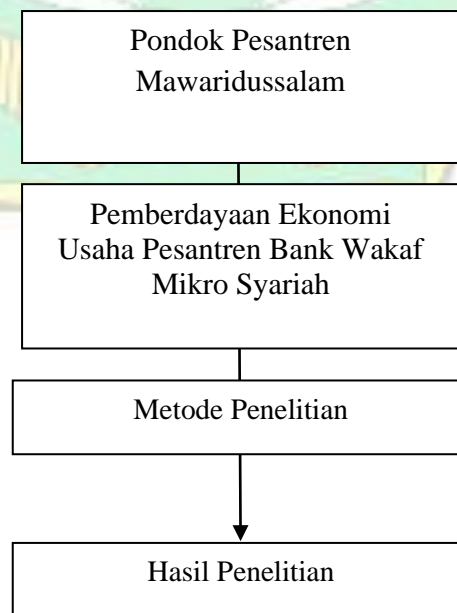 Pondok Pesantren
Mawaridussalam
Pemberdayaan Ekonomi
Usaha Pesantren Bank Wakaf
Mikro Syariah
Metode Penelitian
Hasil Penelitian